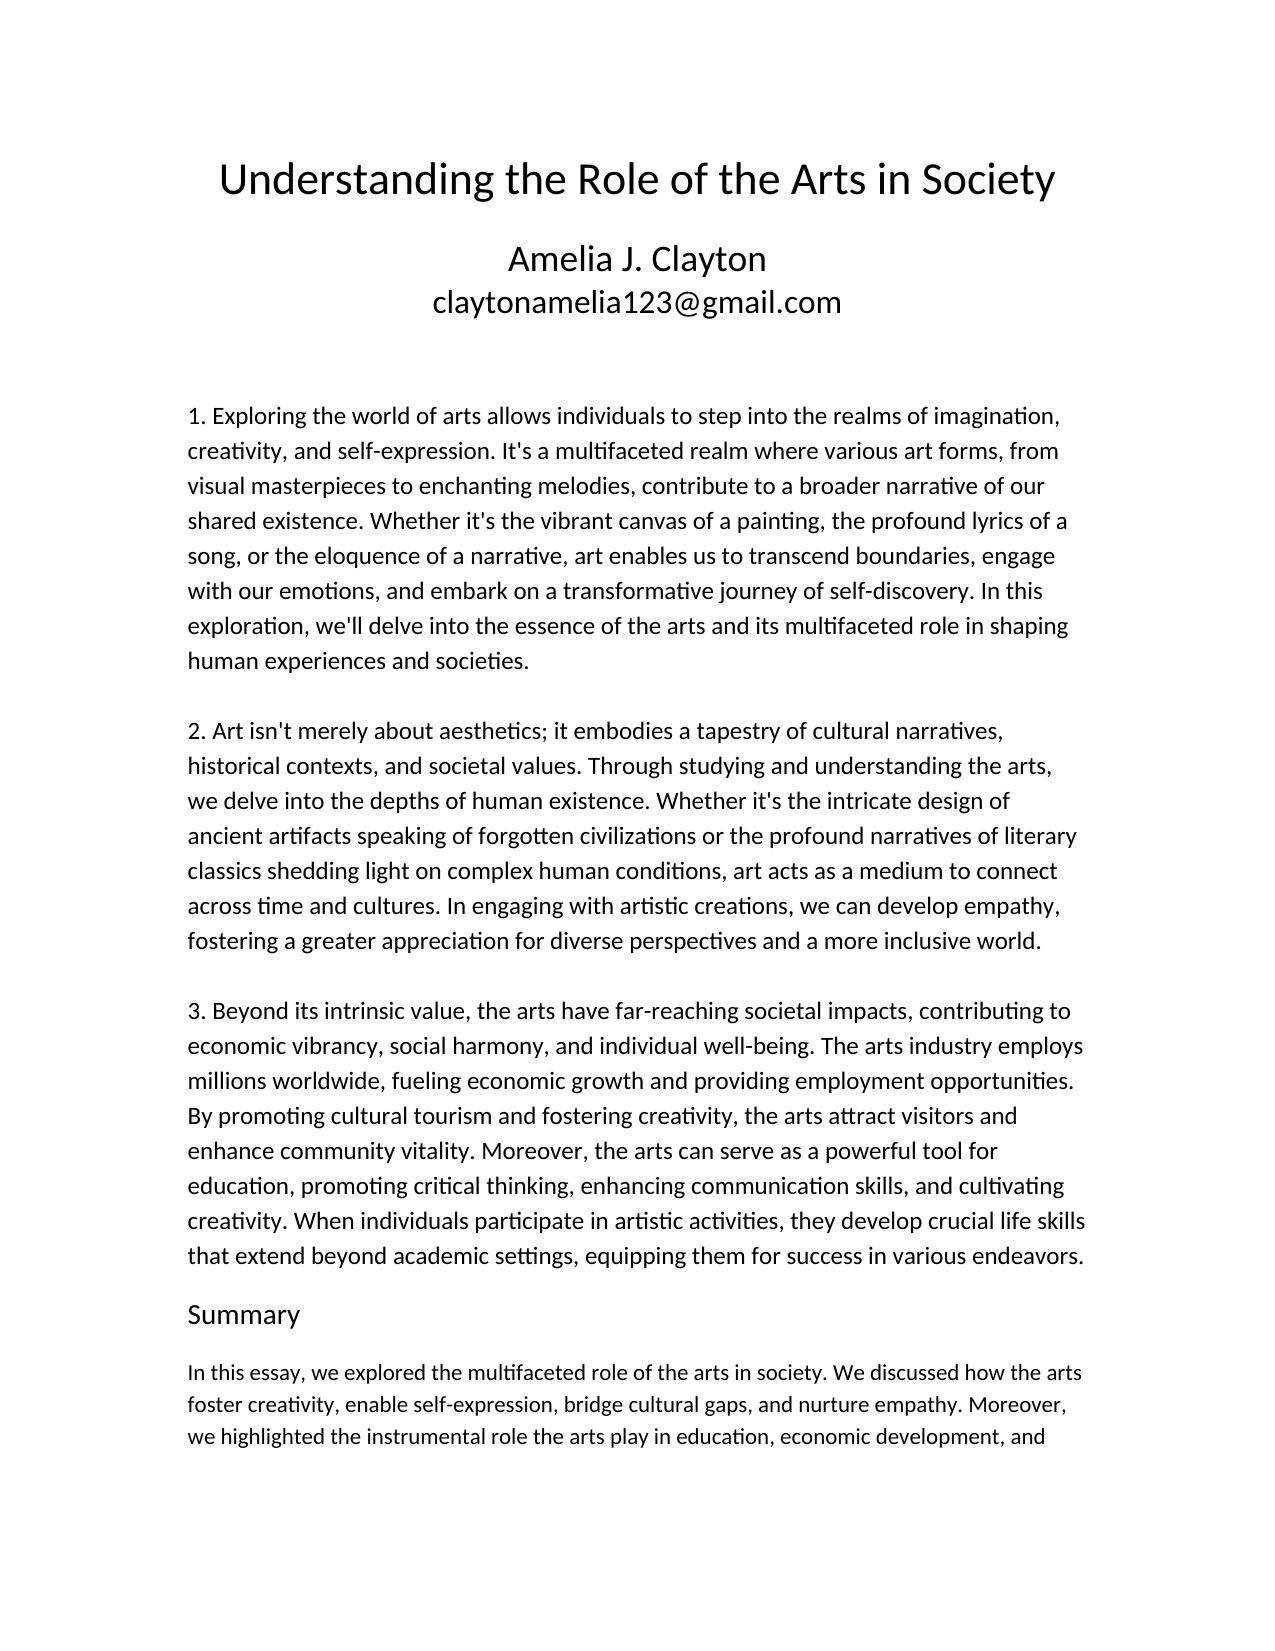 Understanding the Role of the Arts in Society
Amelia J. Clayton
claytonamelia123@gmail.com
1. Exploring the world of arts allows individuals to step into the realms of imagination,
creativity, and self-expression. It's a multifaceted realm where various art forms, from
visual masterpieces to enchanting melodies, contribute to a broader narrative of our
shared existence. Whether it's the vibrant canvas of a painting, the profound lyrics of a
song, or the eloquence of a narrative, art enables us to transcend boundaries, engage
with our emotions, and embark on a transformative journey of self-discovery. In this
exploration, we'll delve into the essence of the arts and its multifaceted role in shaping
human experiences and societies.
2. Art isn't merely about aesthetics; it embodies a tapestry of cultural narratives,
historical contexts, and societal values. Through studying and understanding the arts,
we delve into the depths of human existence. Whether it's the intricate design of
ancient artifacts speaking of forgotten civilizations or the profound narratives of literary
classics shedding light on complex human conditions, art acts as a medium to connect
across time and cultures. In engaging with artistic creations, we can develop empathy,
fostering a greater appreciation for diverse perspectives and a more inclusive world.
3. Beyond its intrinsic value, the arts have far-reaching societal impacts, contributing to
economic vibrancy, social harmony, and individual well-being. The arts industry employs
millions worldwide, fueling economic growth and providing employment opportunities.
By promoting cultural tourism and fostering creativity, the arts attract visitors and
enhance community vitality. Moreover, the arts can serve as a powerful tool for
education, promoting critical thinking, enhancing communication skills, and cultivating
creativity. When individuals participate in artistic activities, they develop crucial life skills
that extend beyond academic settings, equipping them for success in various endeavors.
Summary
In this essay, we explored the multifaceted role of the arts in society. We discussed how the arts
foster creativity, enable self-expression, bridge cultural gaps, and nurture empathy. Moreover,
we highlighted the instrumental role the arts play in education, economic development, and